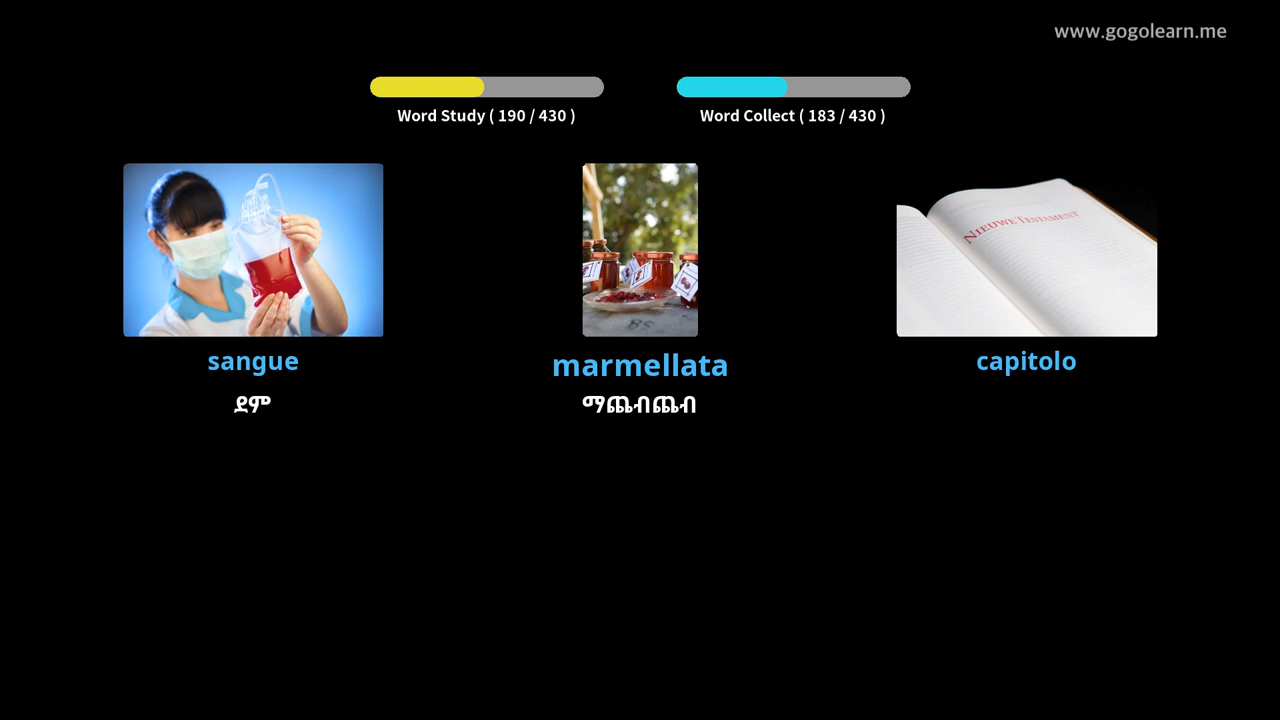 www.gogolearn.me
Word Study ( 190 / 430 )
Word Collect ( 183 / 430 )
NIEUWE TESTAMENT
sangue
marmellata
capitolo
ደም
ማጨብጨብ